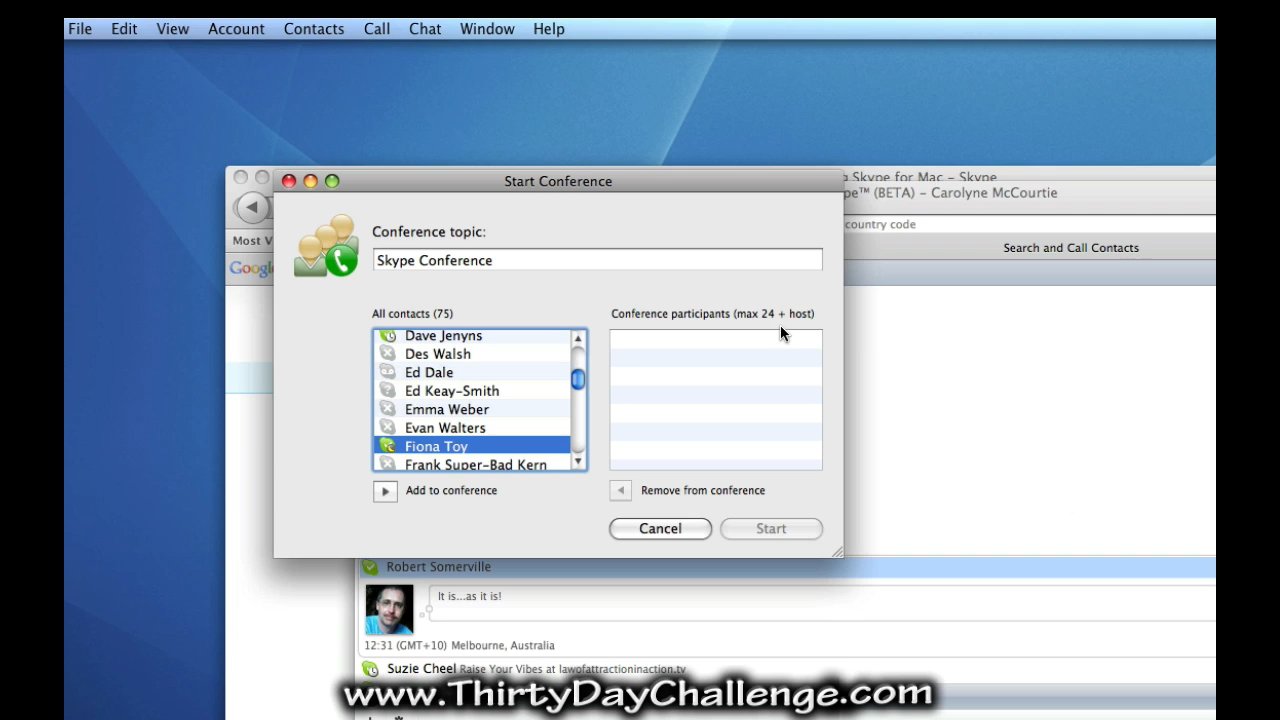 File Edit View Account Contacts Call Chat Window Help
Skype for Mac - Skype
Start Conference
(BETA) - Carolyne McCourtie
Conference topic:
country code
Most V
Search and Call Contacts
Skype Conference
Googl
All contacts (75)
Conference participants (max 24 + host)
Dave Jenyns
Des Walsh
Ed Dale
Ed Keay-Smith
Emma Weber
Evan Walters
Fiona Toy
Frank Super-Bad Kern
Add to conference
Remove from conference
Cancel
Start
Robert Somerville
It is...as it is!
12:31 (GMT+10) Melbourne, Australia
Suzie Cheel Raise Your Vibes at lawofattractioninaction.tv
www.ThirtyDayChallenge.com